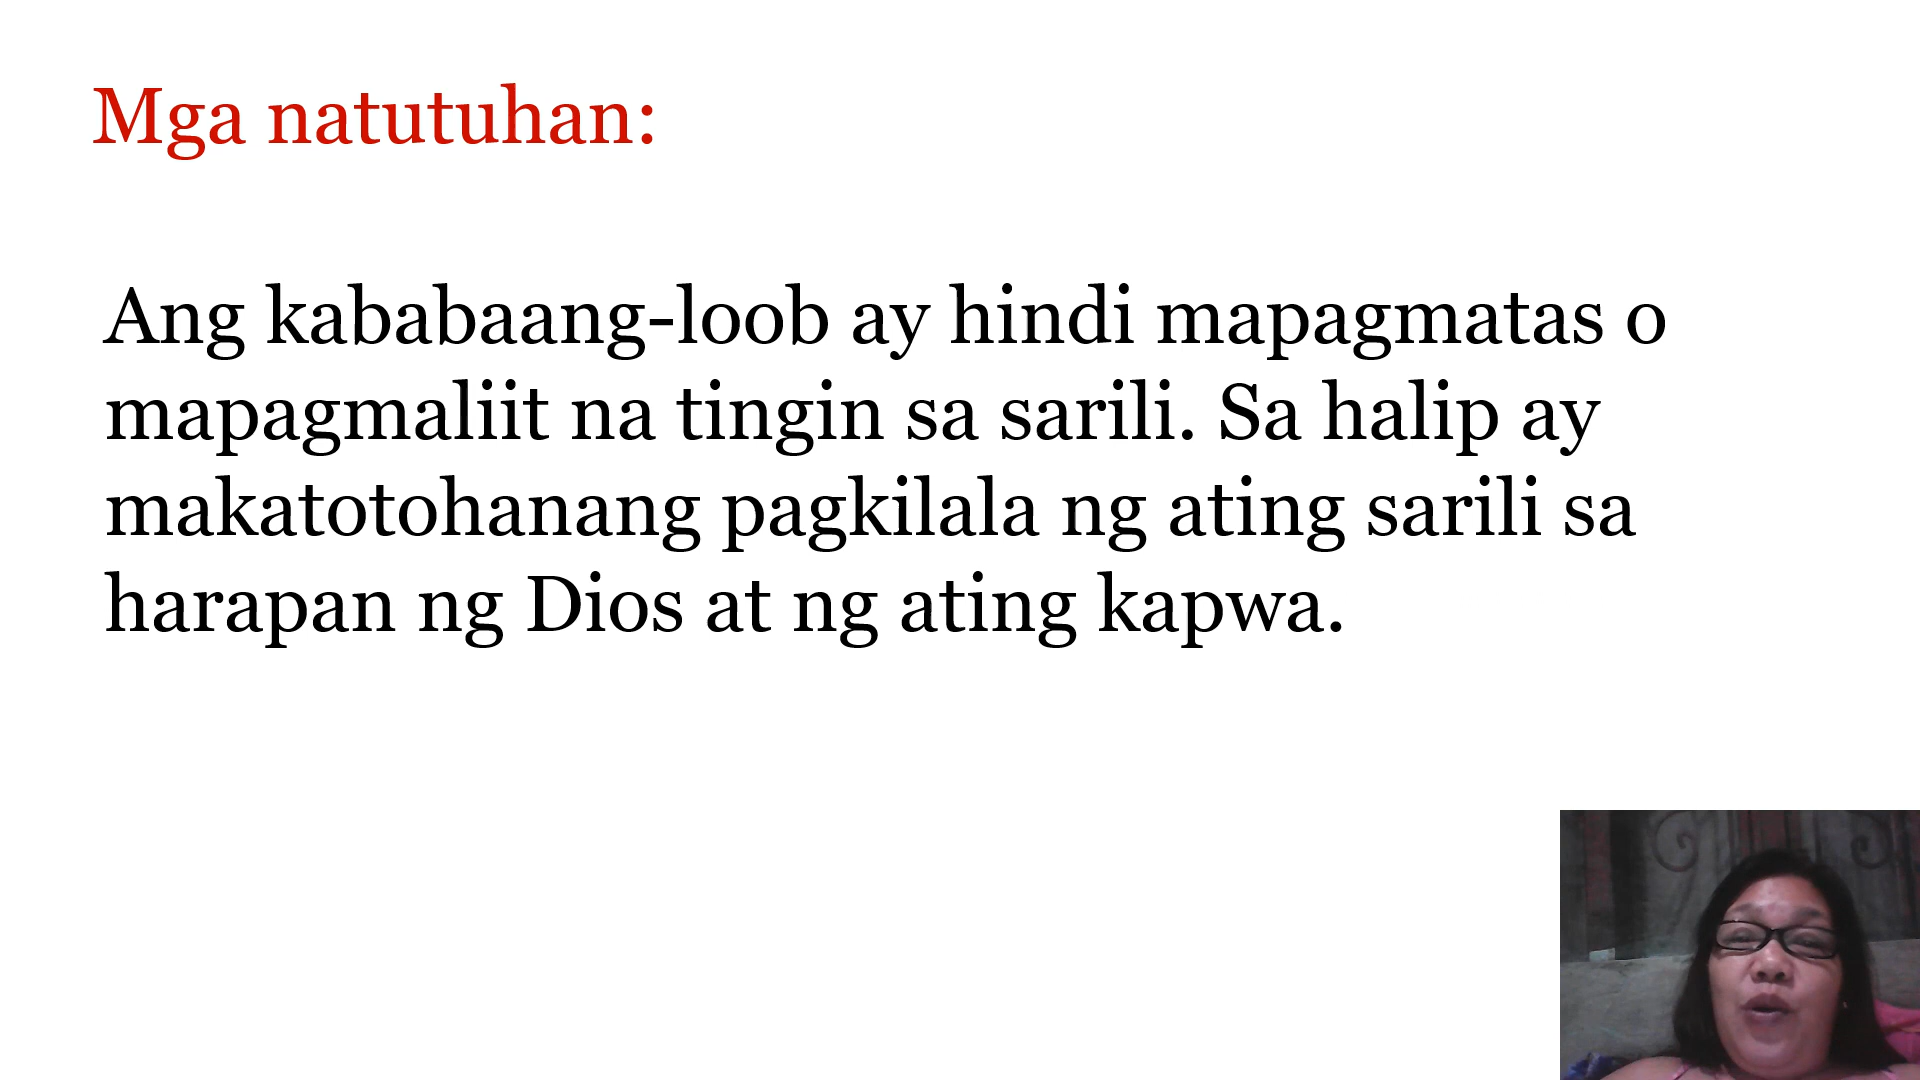 Mga natutuhan:
Ang kababaang-loob ay hindi mapagmatas o
mapagmaliit na tingin sa sarili. Sa halip ay
makatotohanang pagkilala ng ating sarili sa
harapan ng Dios at ng ating kapwa.